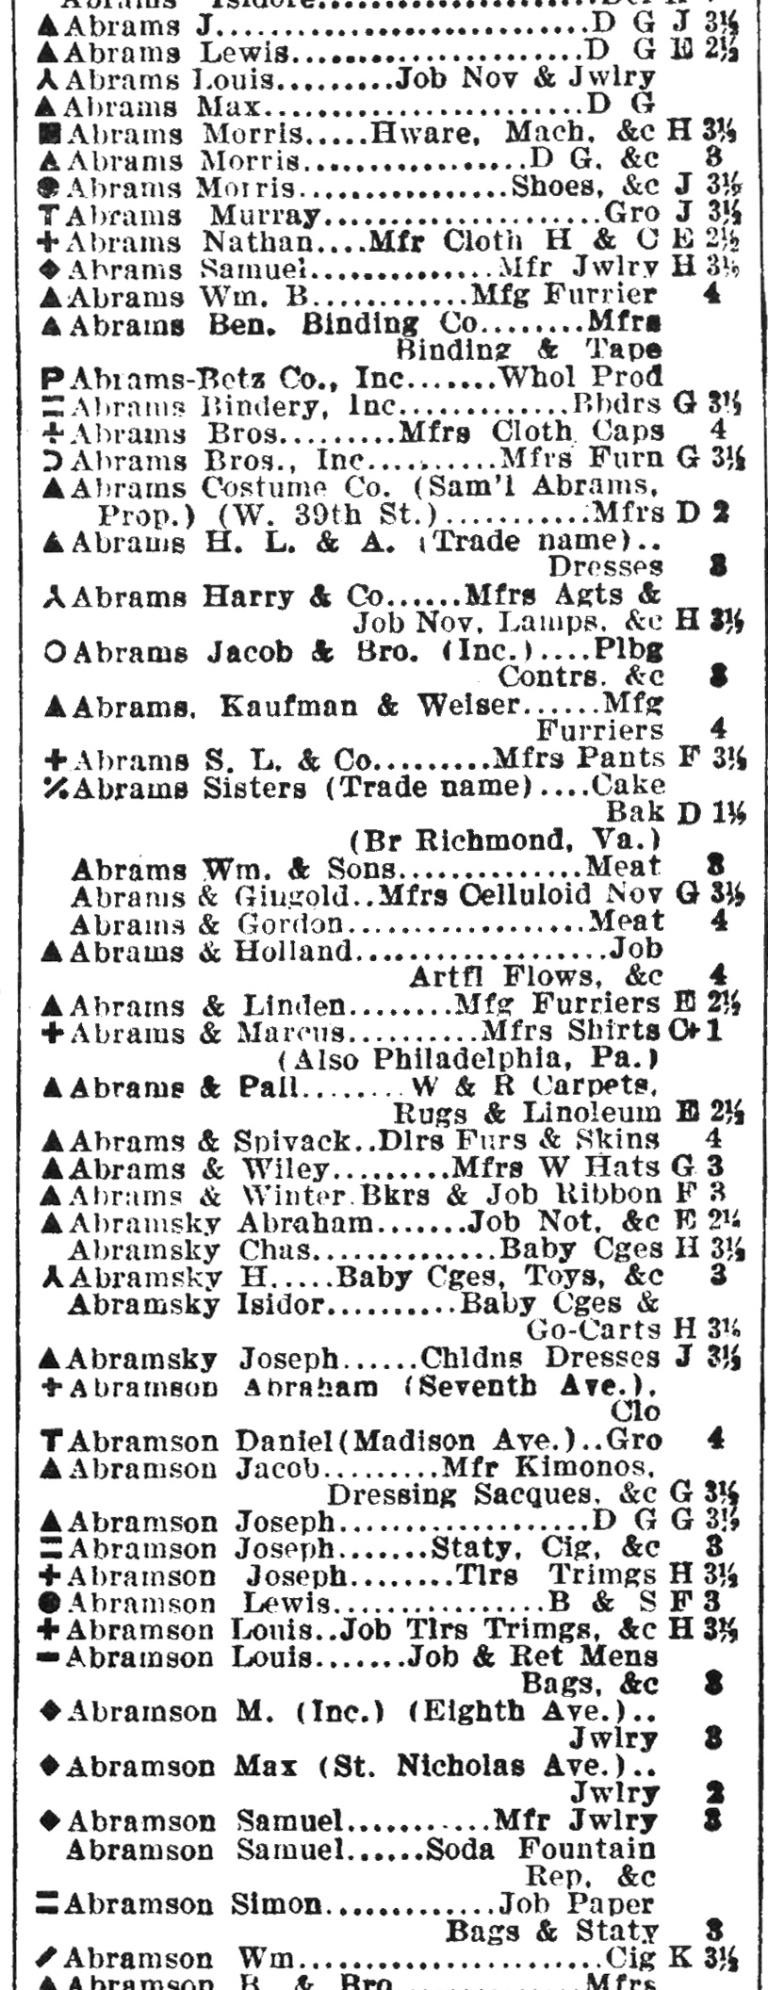 Abrams Isidore
▲Abrams J....................D G J 3½
▲Abrams Lewis....................D G E 2½
⅄Abrams Louis.........Job Nov & Jwlry
▲Abrams Max....................D G
■Abrams Morris.....Hware, Mach, &c H 3½
▲Abrams Morris.................D G, &c 3
●Abrams Morris...............Shoes, &c J 3½
TAbrams Murray....................Gro J 3½
+Abrams Nathan....Mfr Cloth H & C E 2½
◆Abrams Samuel..............Mfr Jwlry H 3½
▲Abrams Wm. B............Mfg Furrier 4
▲Abrams Ben. Binding Co........Mfrs
Binding & Tape
PAbrams-Betz Co., Inc.......Whol Prod
=Abrams Bindery, Inc.............Bbdrs G 3½
∔Abrams Bros.........Mfrs Cloth Caps 4
ↄAbrams Bros., Inc..........Mfrs Furn G 3½
▲Abrams Costume Co. (Sam'l Abrams,
Prop.) (W. 39th St.)...........Mfrs D 2
▲Abrams H. L. & A. (Trade name)..
Dresses 3
⅄Abrams Harry & Co......Mfrs Agts &
Job Nov, Lamps, &c H 3½
OAbrams Jacob & Bro. (Inc.)....Plbg
Contrs, &c 3
▲Abrams, Kaufman & Welser......Mfg
Furriers 4
+Abrams S. L. & Co.........Mfrs Pants F 3½
⁒Abrams Sisters (Trade name)....Cake
Bak D 1½
(Br Richmond, Va.)
Abrams Wm. & Sons..............Meat 3
Abrams & Gingold..Mfrs Celluloid Nov G 3½
Abrams & Gordon..................Meat 4
▲Abrams & Holland...................Job
Artfl Flows, &c 4
▲Abrams & Linden........Mfg Furriers E 2½
+Abrams & Marcus..........Mfrs Shirts C+ 1
(Also Philadelphia, Pa.)
▲Abrams & Pall........W & R Carpets,
Rugs & Linoleum E 2½
▲Abrams & Spivack..Dlrs Furs & Skins 4
▲Abrams & Wiley.........Mfrs W Hats G 3
▲Abrams & Winter.Bkrs & Job Ribbon F 3
▲Abramsky Abraham.......Job Not, &c E 2½
Abramsky Chas..............Baby Cges H 3½
⅄Abramsky H.....Baby Cges, Toys, &c 3
Abramsky Isidor..........Baby Cges &
Go-Carts H 3½
▲Abramsky Joseph......Chldns Dresses J 3½
+Abramson Abraham (Seventh Ave.),
Clo
TAbramson Daniel(Madison Ave.)..Gro 4
▲Abramson Jacob.........Mfr Kimonos,
Dressing Sacques, &c G 3½
▲Abramson Joseph...................D G G 3½
=Abramson Joseph.......Staty, Cig, &c 3
+Abramson Joseph........Tlrs Trimgs H 3½
●Abramson Lewis................B & S F 3
+Abramson Louis..Job Tlrs Trimgs, &c H 3½
-Abramson Louis.......Job & Ret Mens
Bags, &c 3
◆Abramson M. (Inc.) (Eighth Ave.)..
Jwlry 3
◆Abramson Max (St. Nicholas Ave.)..
Jwlry 2
◆Abramson Samuel............Mfr Jwlry 3
Abramson Samuel......Soda Fountain
Rep, &c
=Abramson Simon.............Job Paper
Bags & Staty 3
/Abramson Wm......................Cig K 3½
▲Abramson B. & Bro..............Mfrs